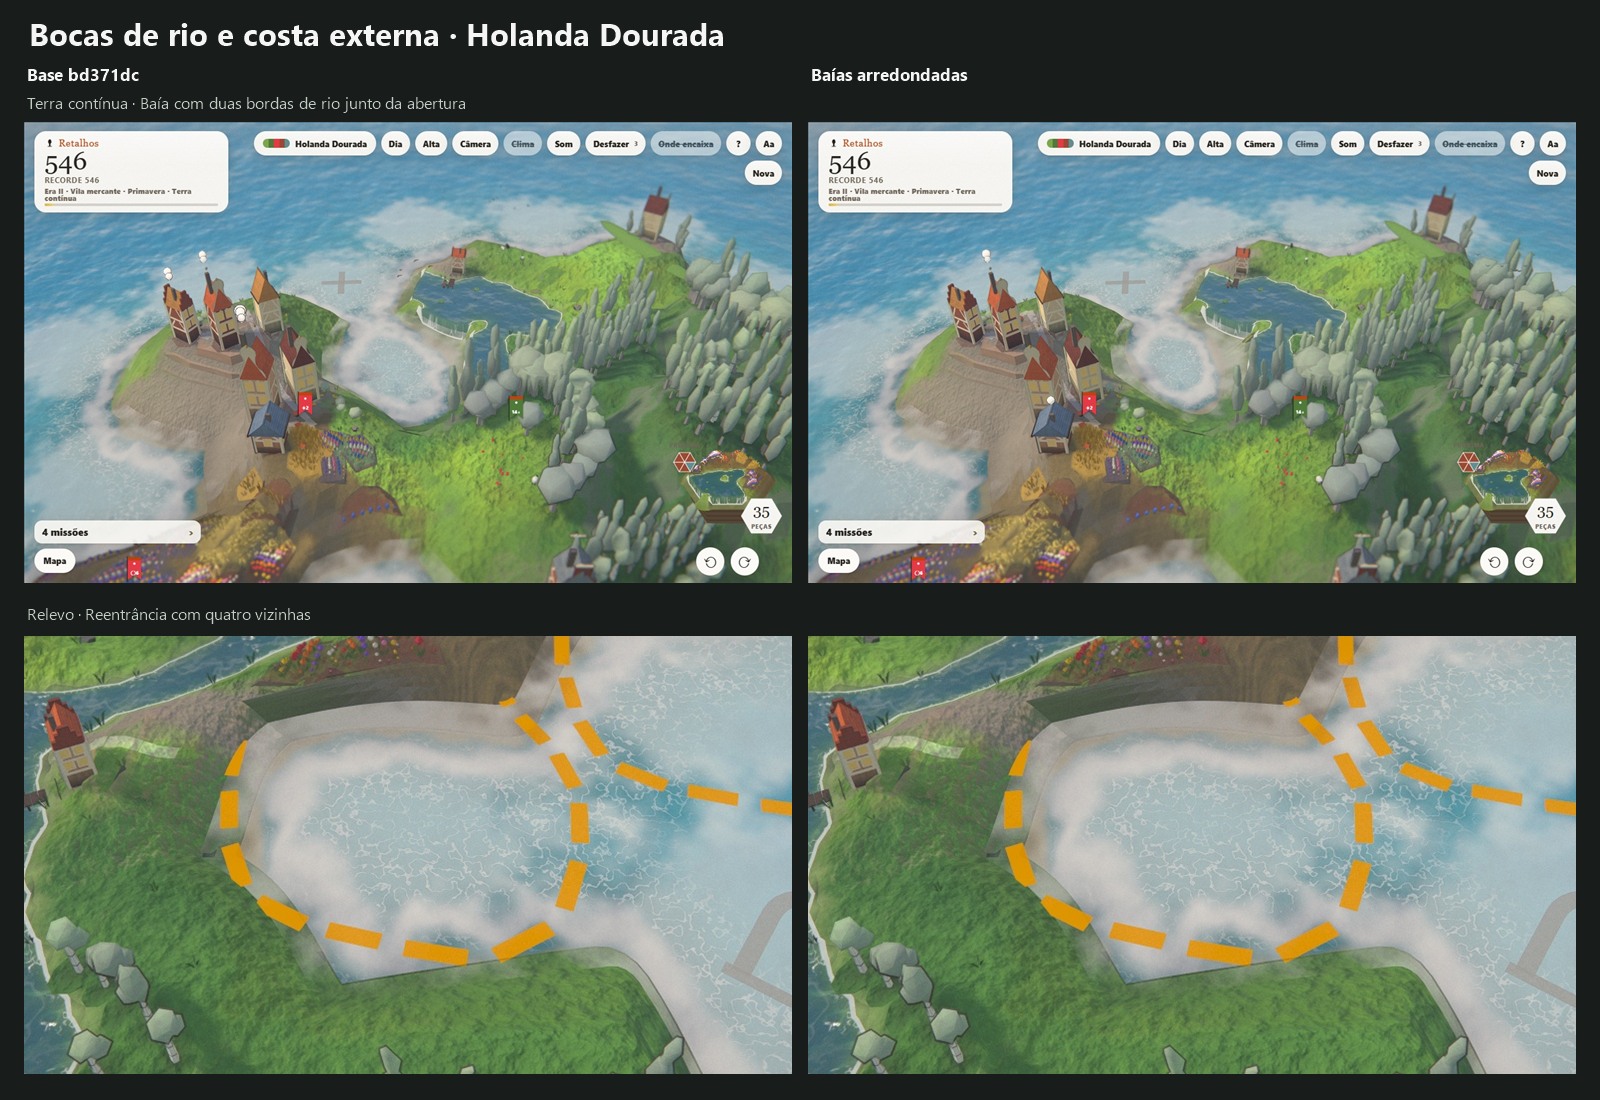 Bocas de rio e costa externa · Holanda Dourada
Base bd371dc
Baías arredondadas
Terra contínua · Baía com duas bordas de rio junto da abertura
Retalhos
546
RECORDE 546
Era II · Vila mercante · Primavera · Terra
contínua
Holanda Dourada
Dia
Alta
Câmera
Clima
Som
Desfazer 3
Onde encaixa
?
Aa
Nova
4 missões ›
Mapa
35
PEÇAS
Retalhos
546
RECORDE 546
Era II · Vila mercante · Primavera · Terra
contínua
Holanda Dourada
Dia
Alta
Câmera
Clima
Som
Desfazer 3
Onde encaixa
?
Aa
Nova
4 missões ›
Mapa
35
PEÇAS
Relevo · Reentrância com quatro vizinhas